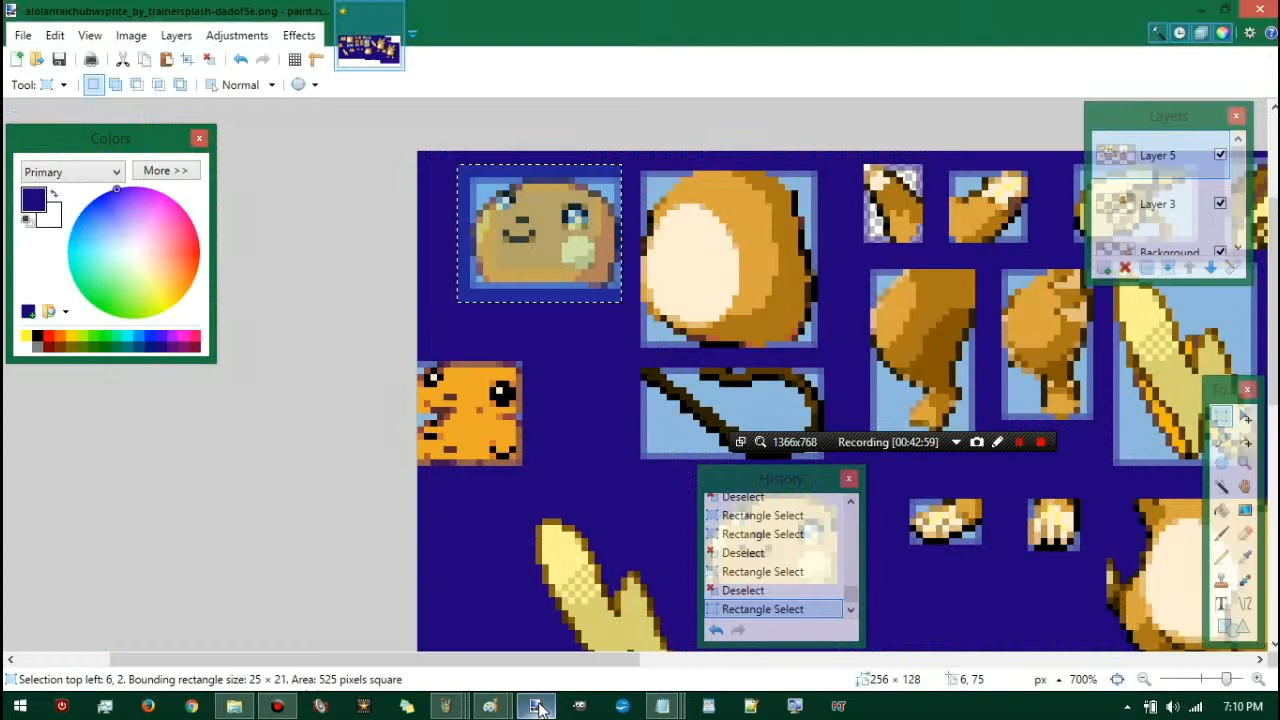 alolanraichubwsprite_by_trainersplash-dadof5e.png - paint.n...
File Edit View Image Layers Adjustments Effects
Tool: Normal
Colors
Primary More >>
Layers
Layer 5
Layer 3
Background
To...
1366x768 Recording [00:42:59]
History
Deselect
Rectangle Select
Rectangle Select
Deselect
Rectangle Select
Deselect
Rectangle Select
Selection top left: 6, 2. Bounding rectangle size: 25 × 21. Area: 525 pixels square
256 × 128 6, 75 px 700%
7:10 PM